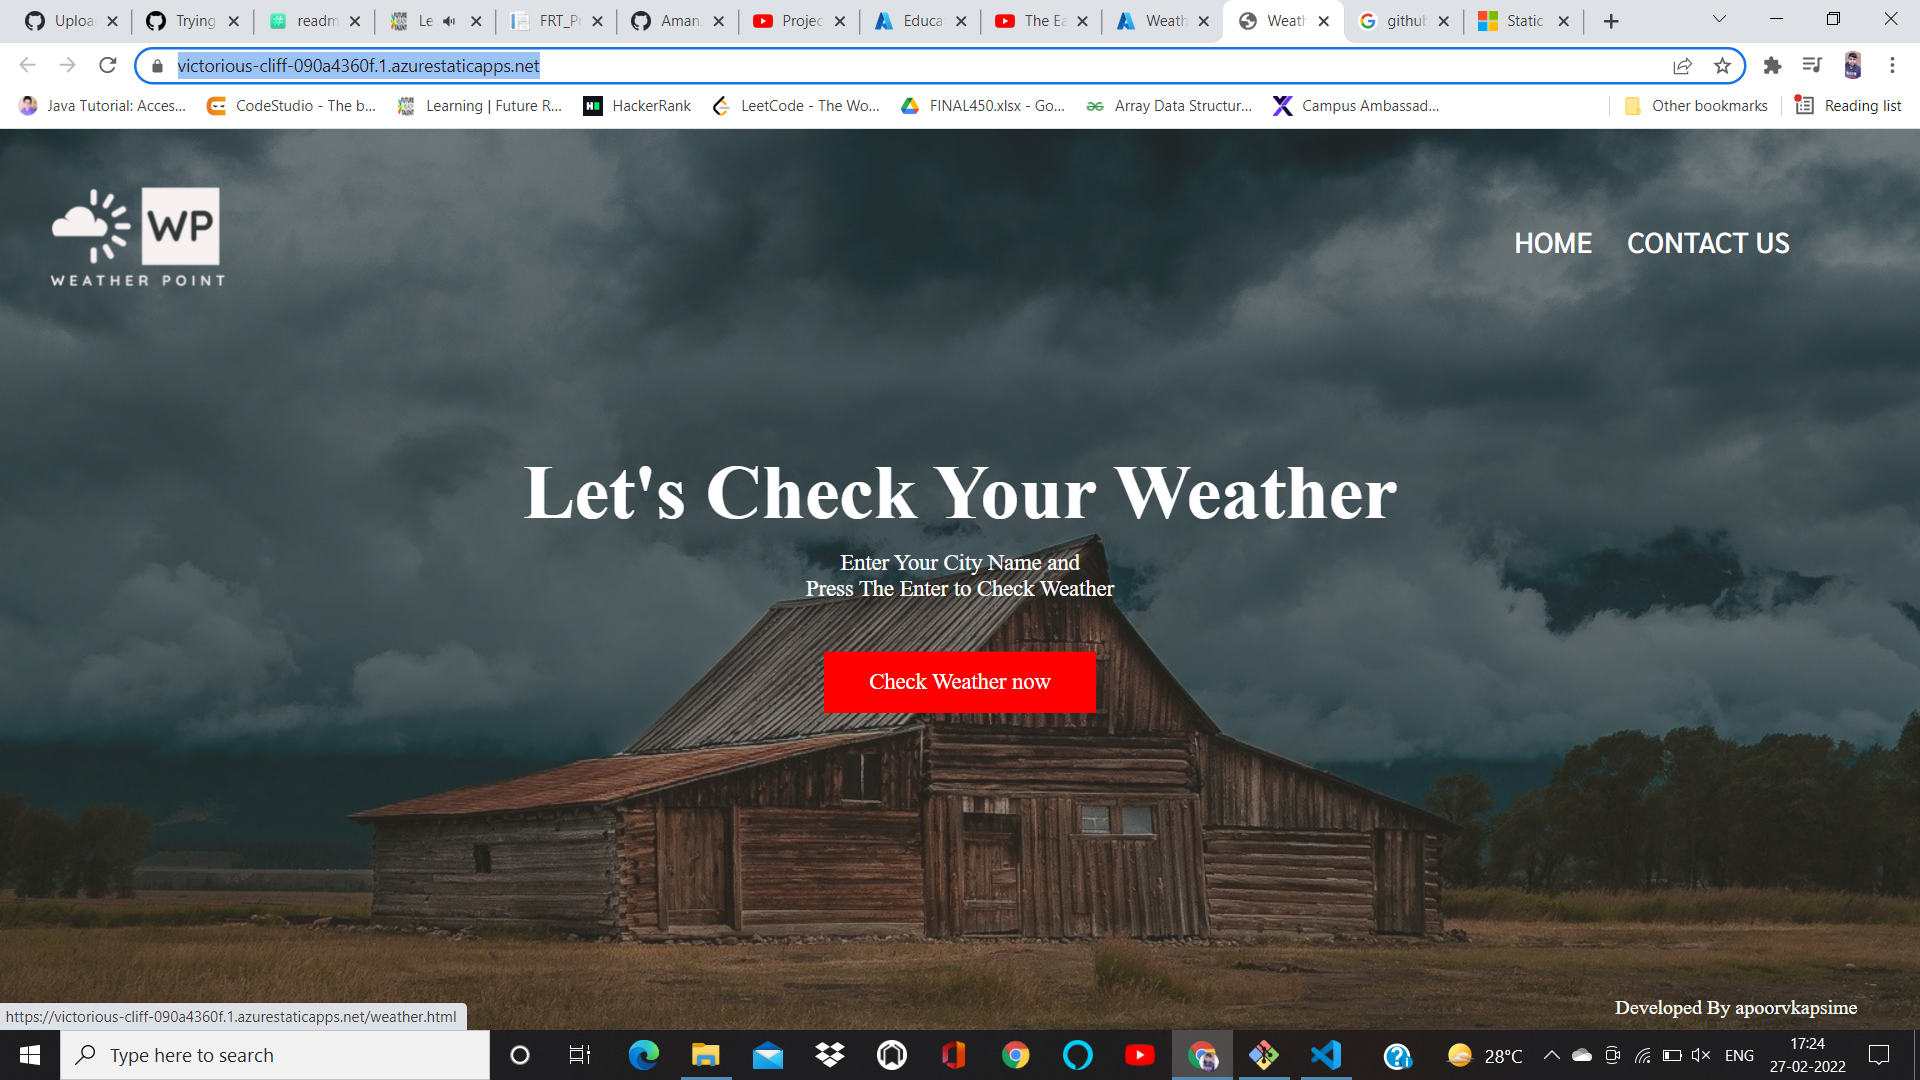 Uploa
Trying
readm
Le
FRT_Pr
Aman
Projec
Educa
The Ea
Weath
Weath
github
Static
victorious-cliff-090a4360f.1.azurestaticapps.net
Java Tutorial: Acces...
CodeStudio - The b...
Learning | Future R...
HackerRank
LeetCode - The Wo...
FINAL450.xlsx - Go...
Array Data Structur...
Campus Ambassad...
Other bookmarks
Reading list
WP
WEATHER POINT
HOME
CONTACT US
Let's Check Your Weather
Enter Your City Name and
Press The Enter to Check Weather
Check Weather now
Developed By apoorvkapsime
https://victorious-cliff-090a4360f.1.azurestaticapps.net/weather.html
Type here to search
28°C
ENG
17:24
27-02-2022